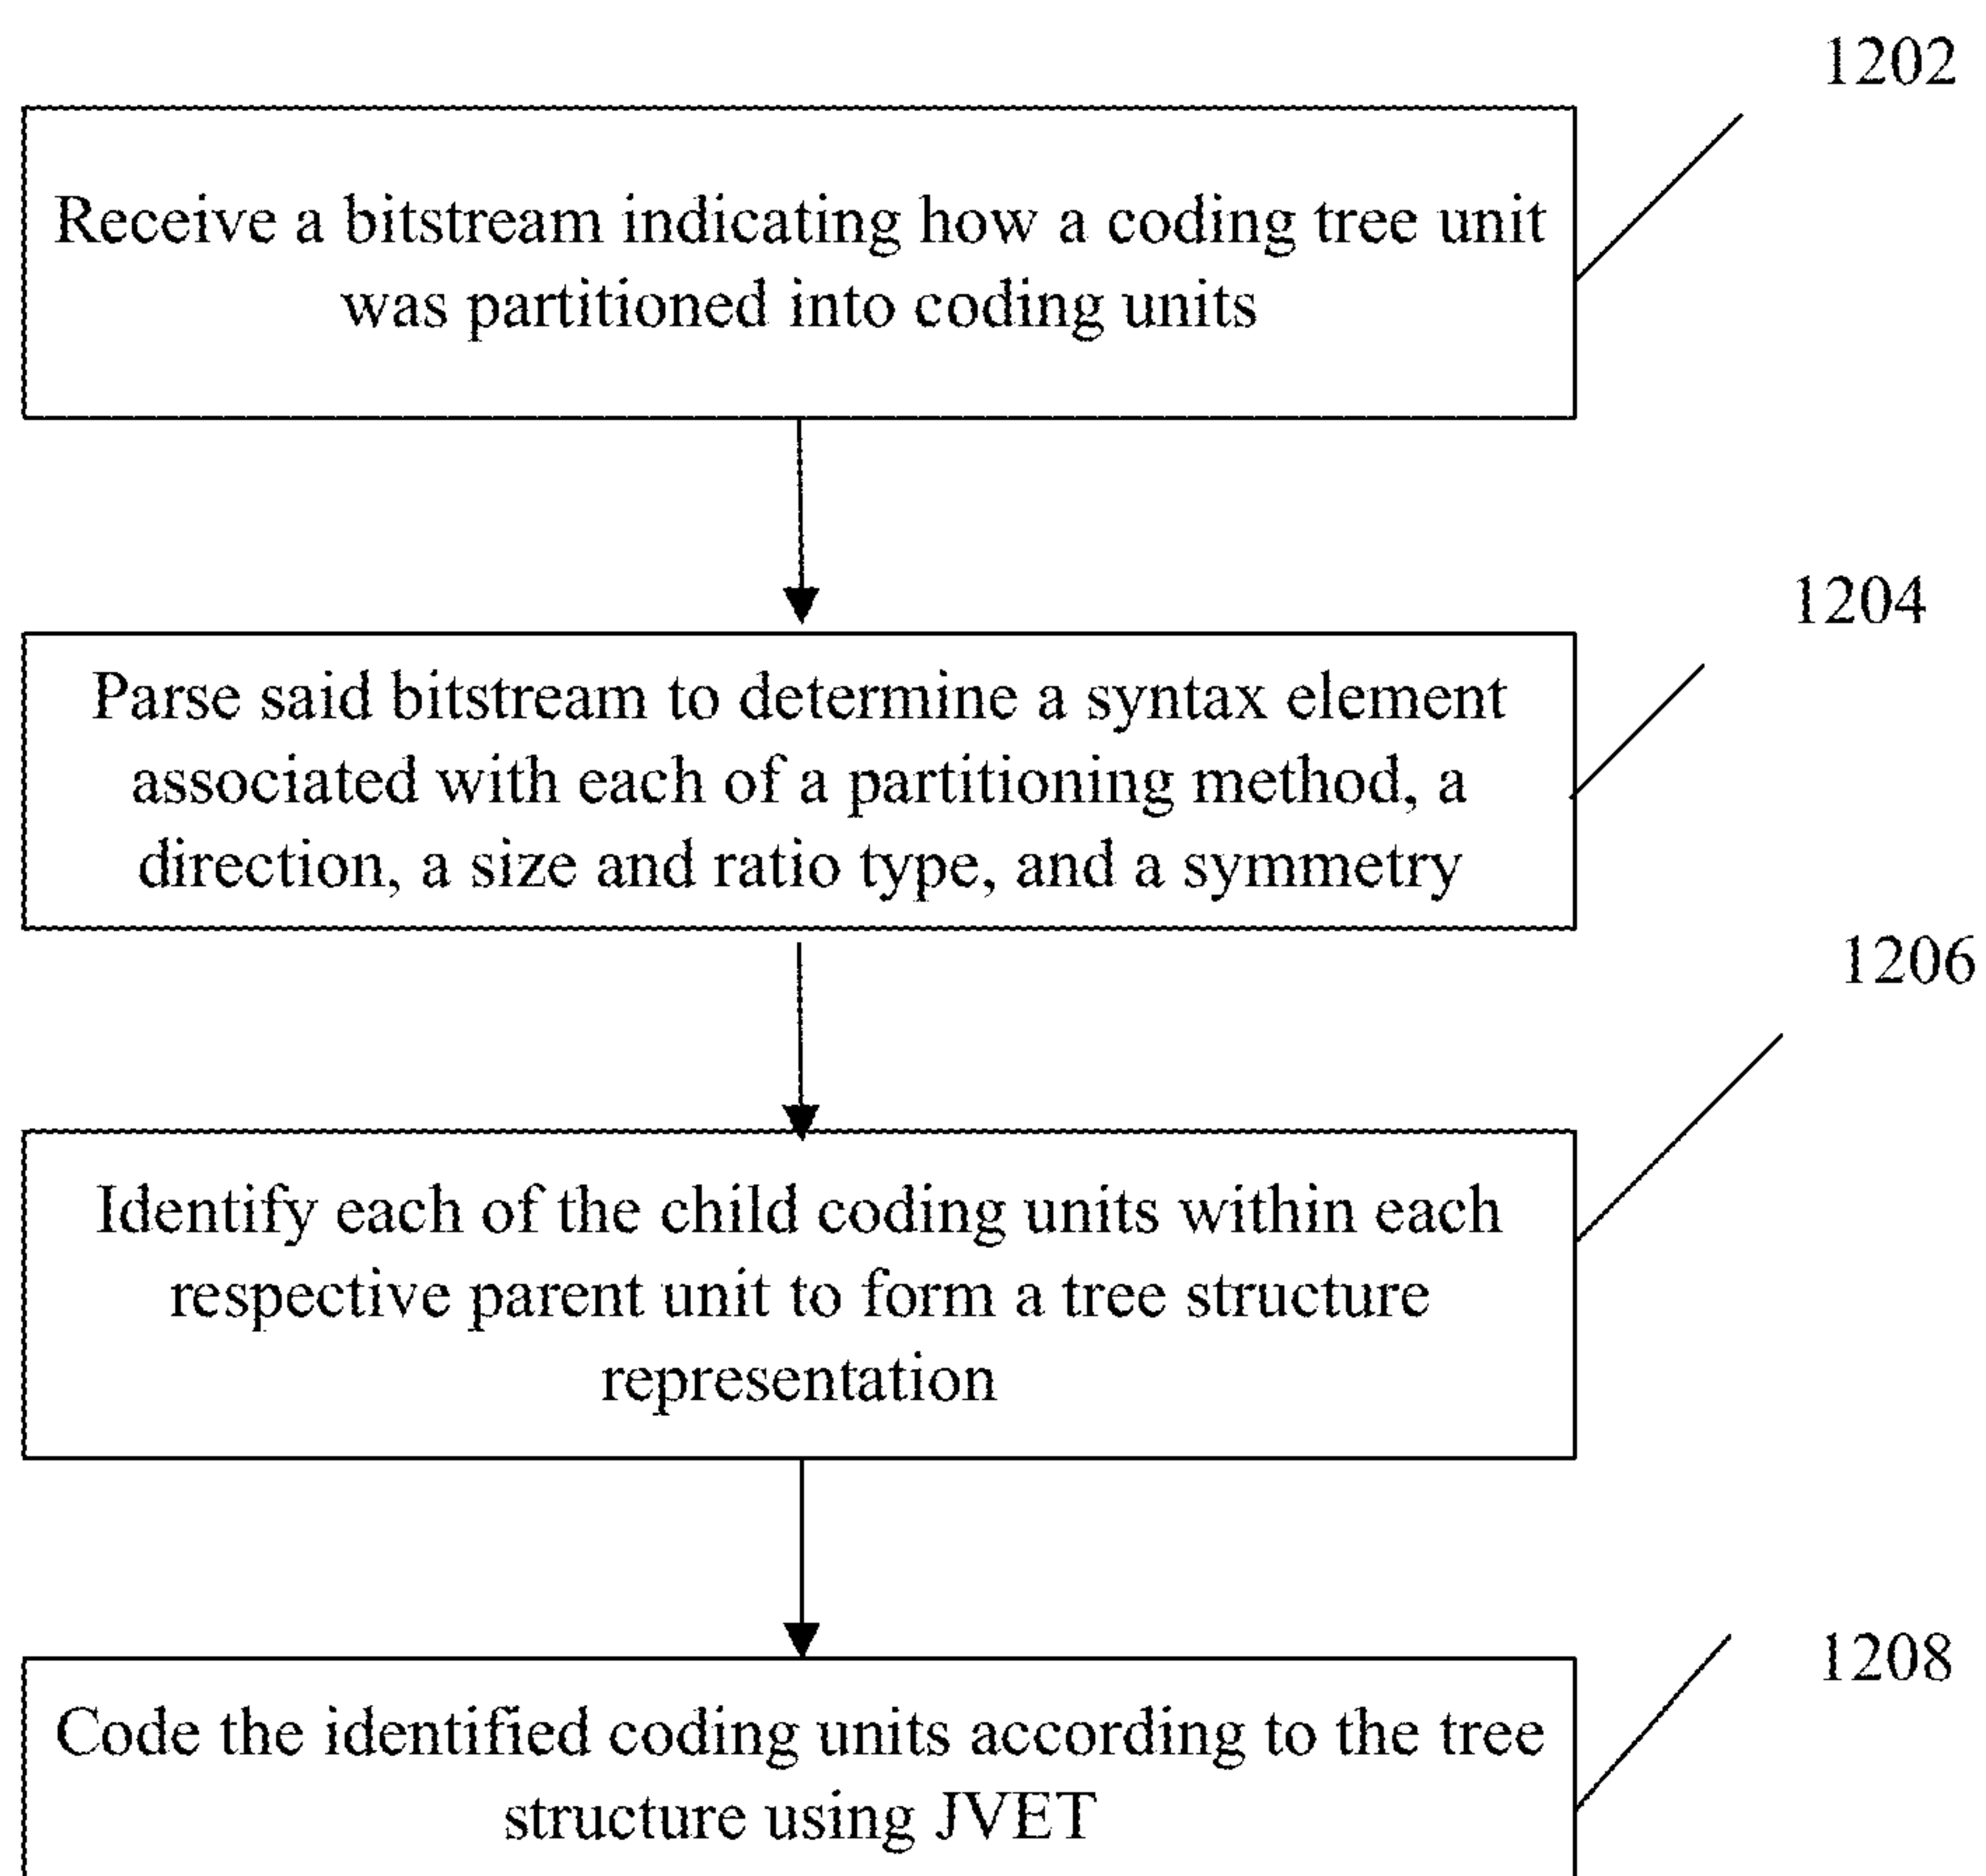 1202
Receive a bitstream indicating how a coding tree unit
was partitioned into coding units
1204
Parse said bitstream to determine a syntax element
associated with each of a partitioning method, a
direction, a size and ratio type, and a symmetry
1206
Identify each of the child coding units within each
respective parent unit to form a tree structure
representation
1208
Code the identified coding units according to the tree
structure using JVET